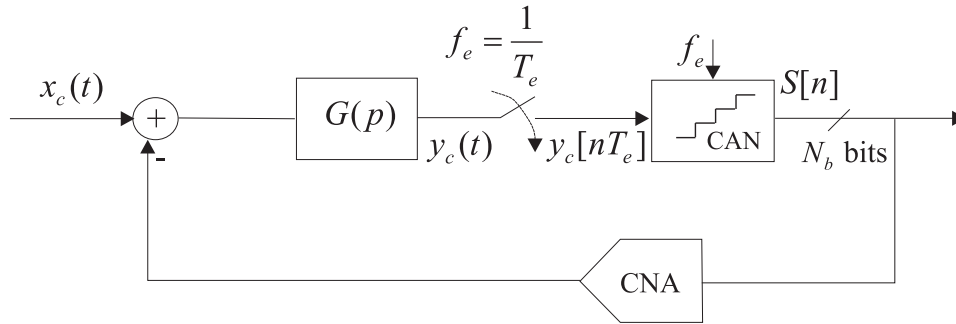 x_c(t)
+
-
G(p)
y_c(t)
f_e = 1/T_e
y_c[nT_e]
f_e
CAN
S[n]
N_b bits
CNA